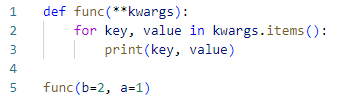 1 def func(**kwargs):
2     for key, value in kwargs.items():
3         print(key, value)
4
5 func(b=2, a=1)